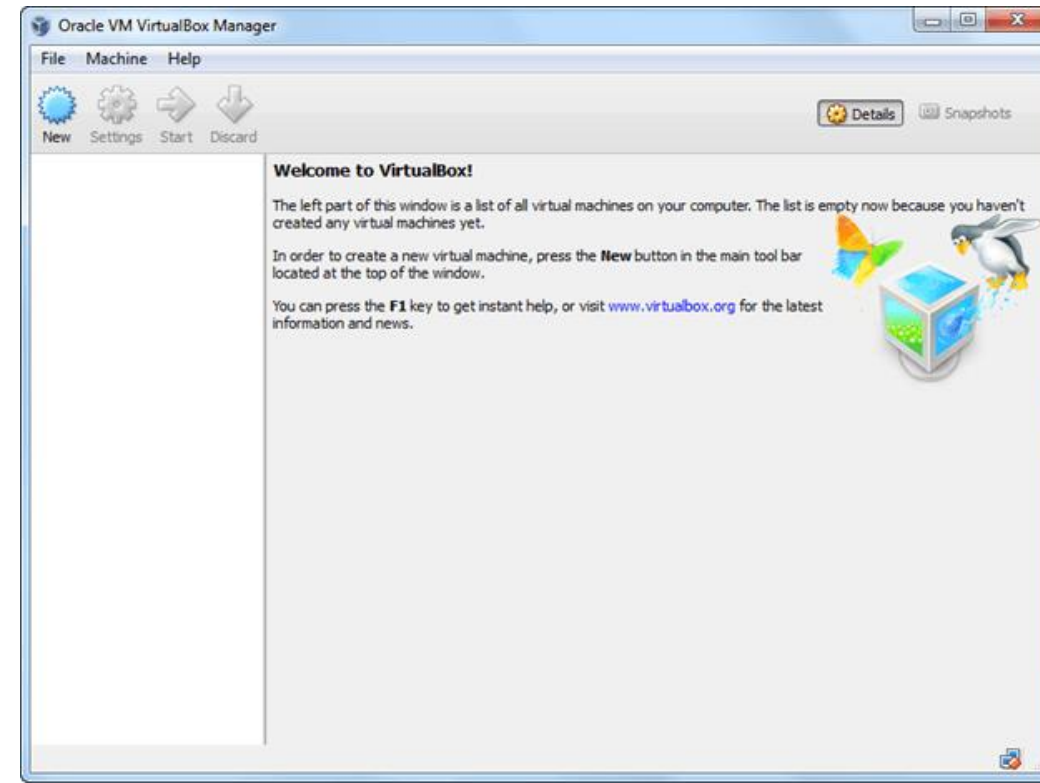 Oracle VM VirtualBox Manager
File Machine Help
New Settings Start Discard
Details Snapshots
Welcome to VirtualBox!
The left part of this window is a list of all virtual machines on your computer. The list is empty now because you haven't
created any virtual machines yet.
In order to create a new virtual machine, press the New button in the main tool bar
located at the top of the window.
You can press the F1 key to get instant help, or visit www.virtualbox.org for the latest
information and news.